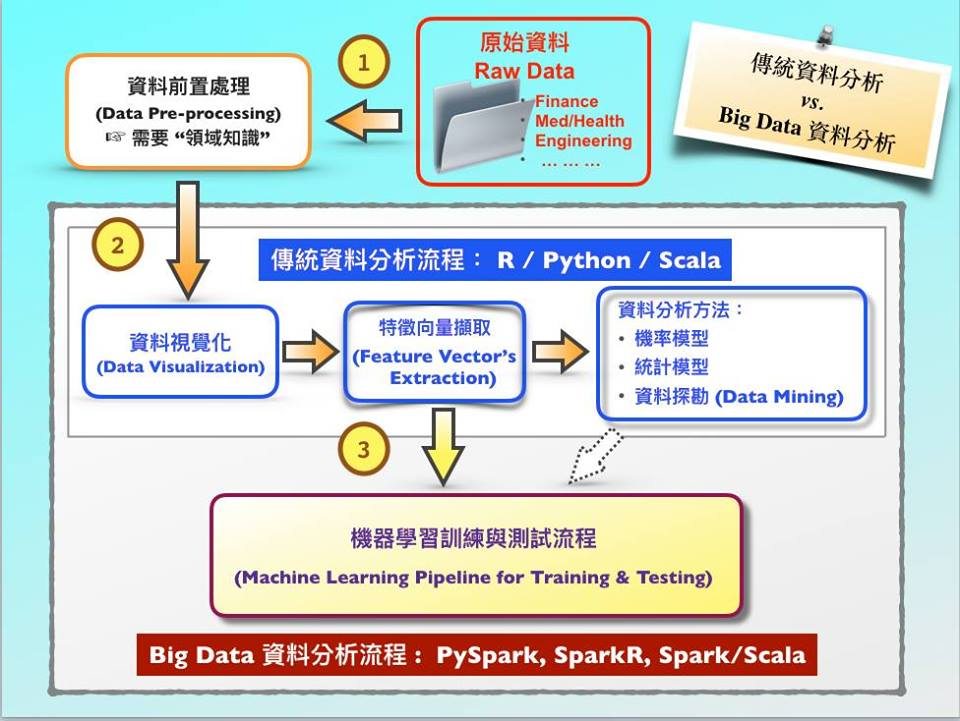 傳統資料分析
vs.
Big Data 資料分析
原始資料
Raw Data
• Finance
• Med/Health
• Engineering
• … … …
1
資料前置處理
(Data Pre-processing)
☞ 需要 “領域知識”
2
傳統資料分析流程： R / Python / Scala
資料視覺化
(Data Visualization)
特徵向量擷取
(Feature Vector's
Extraction)
資料分析方法：
• 機率模型
• 統計模型
• 資料探勘 (Data Mining)
3
機器學習訓練與測試流程
(Machine Learning Pipeline for Training & Testing)
Big Data 資料分析流程： PySpark, SparkR, Spark/Scala